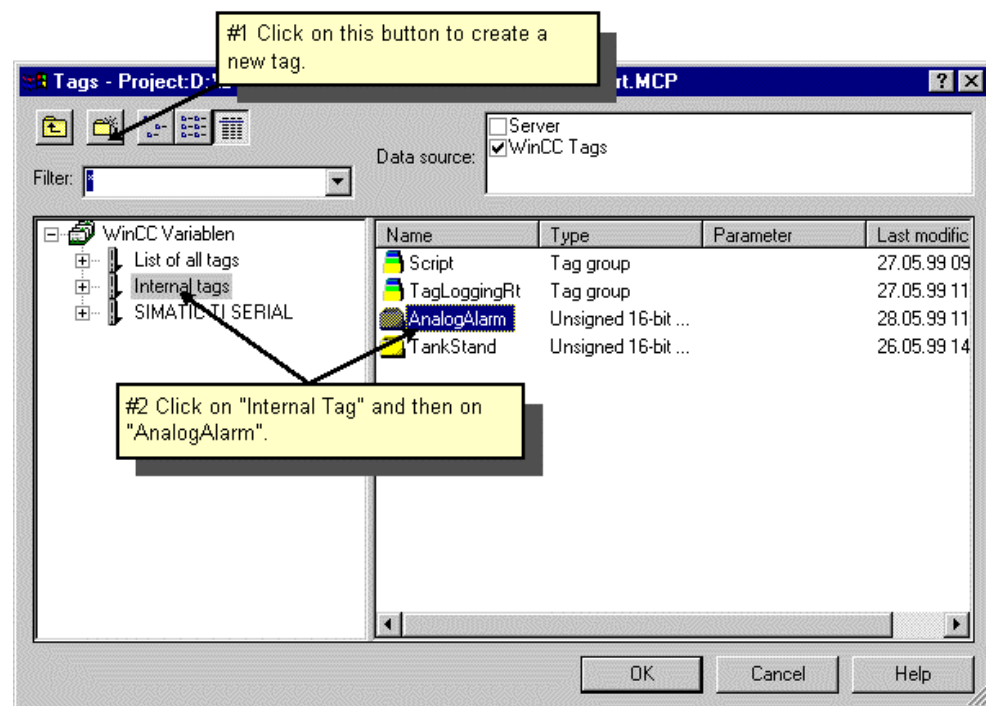 #1 Click on this button to create a
new tag.
Tags - Project:D:\ rt.MCP
Server
WinCC Tags
Data source:
Filter: *
WinCC Variablen
List of all tags
Internal tags
SIMATIC TI SERIAL
Name Type Parameter Last modific
Script Tag group 27.05.99 09
TagLoggingRt Tag group 27.05.99 11
AnalogAlarm Unsigned 16-bit ... 28.05.99 11
TankStand Unsigned 16-bit ... 26.05.99 14
#2 Click on "Internal Tag" and then on
"AnalogAlarm".
OK Cancel Help